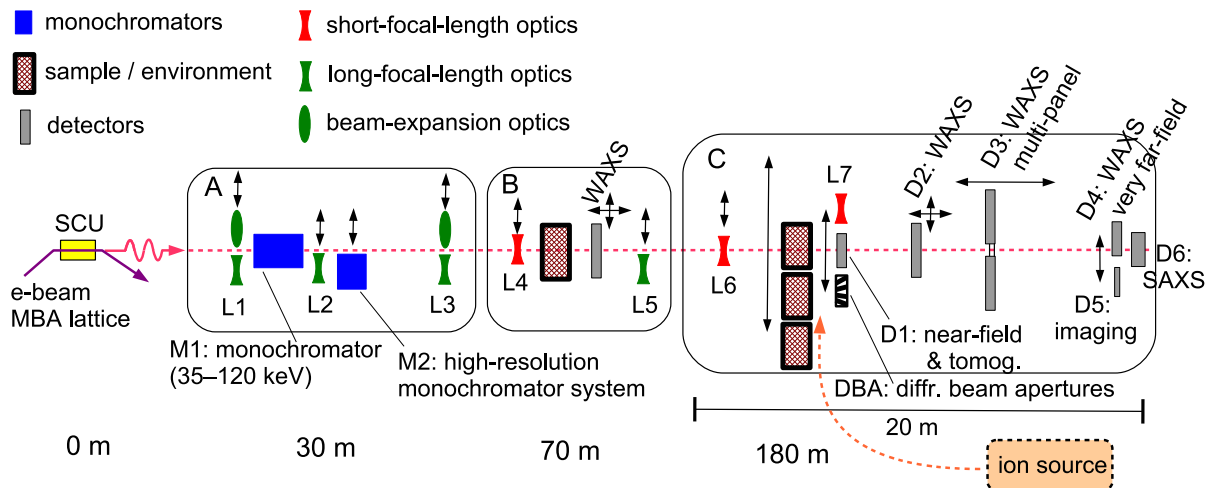 monochromators
short-focal-length optics
sample / environment
long-focal-length optics
detectors
beam-expansion optics
A
B
C
WAXS
L7
D2: WAXS
D3: WAXS
multi-panel
D4: WAXS
very far-field
SCU
e-beam
MBA lattice
L1
L2
L3
L4
L5
L6
D6:
SAXS
D5:
imaging
M1: monochromator
(35–120 keV)
M2: high-resolution
monochromator system
D1: near-field
& tomog.
DBA: diffr. beam apertures
20 m
0 m
30 m
70 m
180 m
ion source